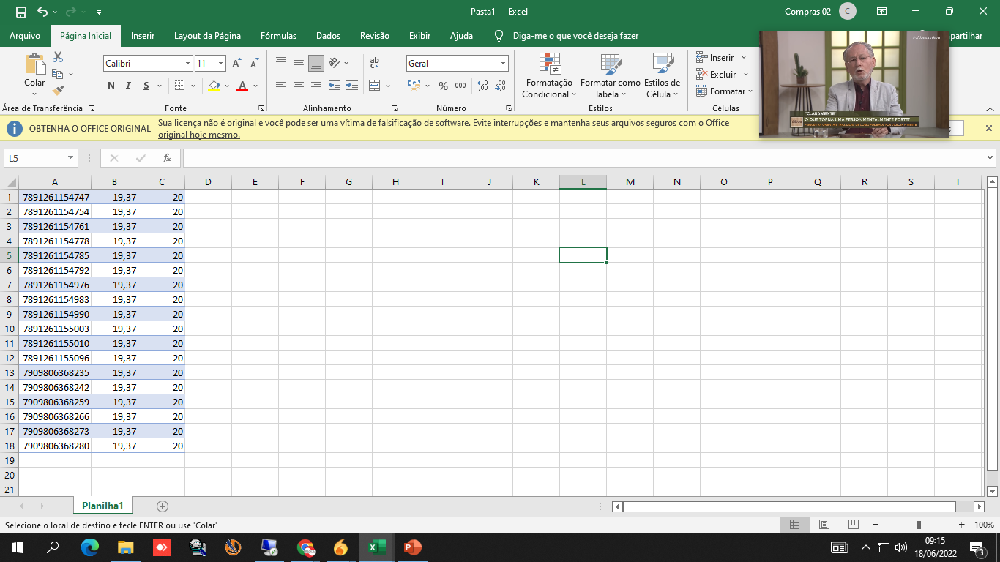 Pasta1 - Excel
Compras 02
C
Arquivo
Página Inicial
Inserir
Layout da Página
Fórmulas
Dados
Revisão
Exibir
Ajuda
Diga-me o que você deseja fazer
partilhar
Colar
Área de Transferência
Calibri
11
N
I
S
Fonte
ab
Alinhamento
Geral
%
000
Número
Formatação
Condicional
Formatar como
Tabela
Estilos de
Célula
Estilos
Inserir
Excluir
Formatar
Células
"CLARAMENTE"
O QUE TORNA UMA PESSOA MENTALMENTE FORTE?
OBTENHA O OFFICE ORIGINAL
Sua licença não é original e você pode ser uma vítima de falsificação de software. Evite interrupções e mantenha seus arquivos seguros com o Office
original hoje mesmo.
L5
fx
A B C D E F G H I J K L M N O P Q R S T
1 7891261154747 19,37 20
2 7891261154754 19,37 20
3 7891261154761 19,37 20
4 7891261154778 19,37 20
5 7891261154785 19,37 20
6 7891261154792 19,37 20
7 7891261154976 19,37 20
8 7891261154983 19,37 20
9 7891261154990 19,37 20
10 7891261155003 19,37 20
11 7891261155010 19,37 20
12 7891261155096 19,37 20
13 7909806368235 19,37 20
14 7909806368242 19,37 20
15 7909806368259 19,37 20
16 7909806368266 19,37 20
17 7909806368273 19,37 20
18 7909806368280 19,37 20
19
20
21
Planilha1
Selecione o local de destino e tecle ENTER ou use 'Colar'
100%
09:15
18/06/2022
3